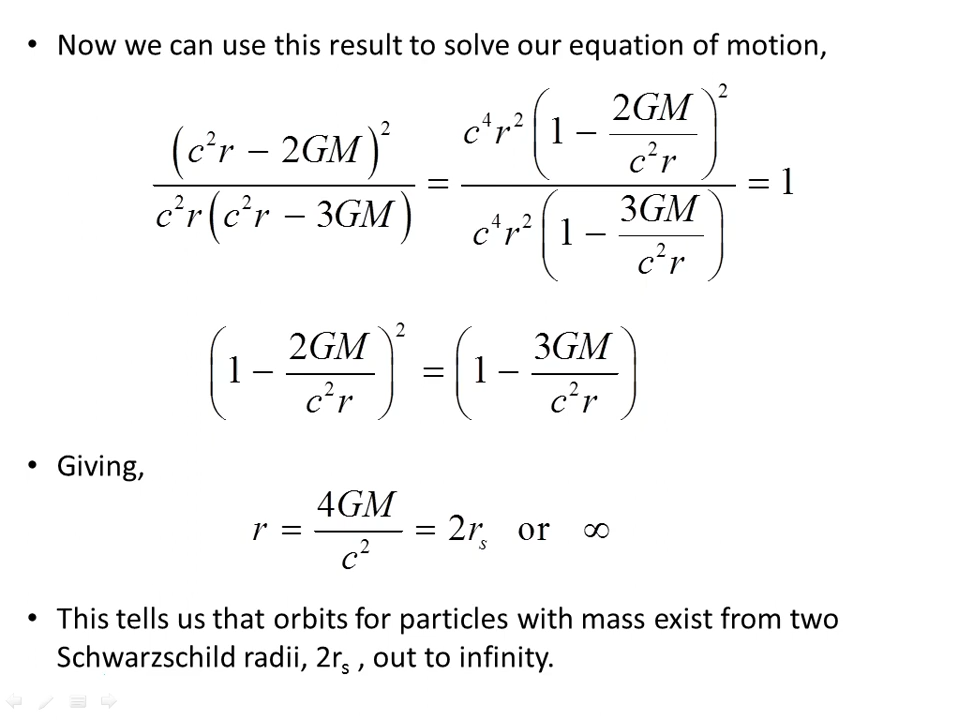 • Now we can use this result to solve our equation of motion,
(c²r − 2GM)² / c²r(c²r − 3GM) = c⁴r²(1 − 2GM/c²r)² / c⁴r²(1 − 3GM/c²r) = 1
(1 − 2GM/c²r)² = (1 − 3GM/c²r)
• Giving,
r = 4GM/c² = 2rₛ or ∞
• This tells us that orbits for particles with mass exist from two
Schwarzschild radii, 2rₛ , out to infinity.